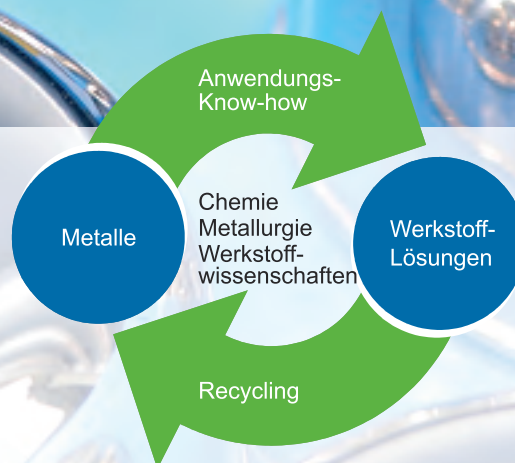 Anwendungs-
Know-how
Chemie
Metallurgie
Werkstoff-
wissenschaften
Metalle
Werkstoff-
Lösungen
Recycling